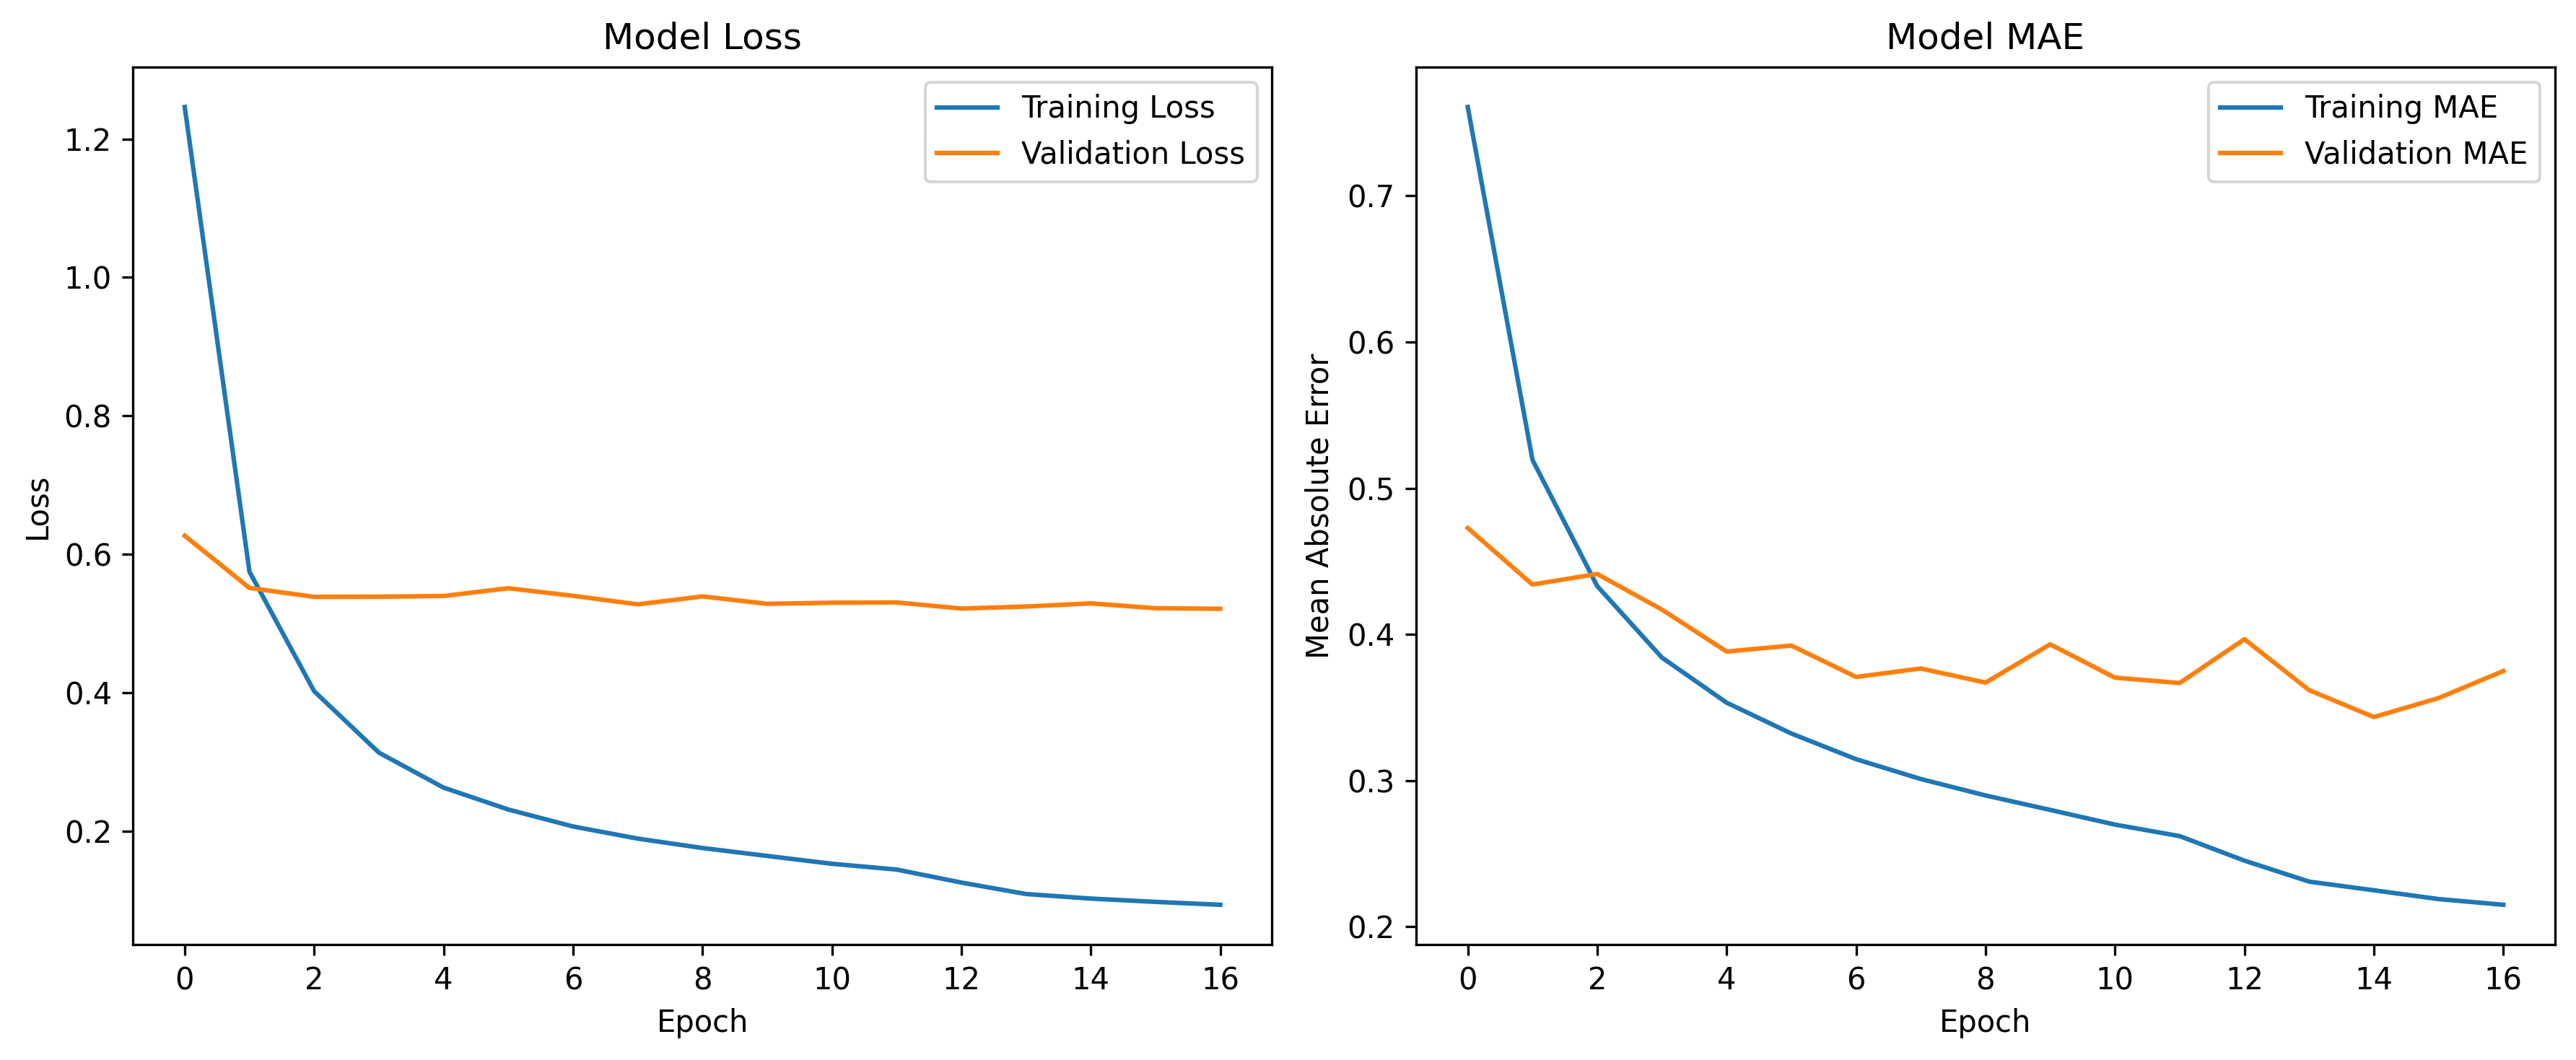 Model Loss
Training Loss
Validation Loss
1.2
1.0
0.8
0.6
0.4
0.2
Loss
0 2 4 6 8 10 12 14 16
Epoch
Model MAE
Training MAE
Validation MAE
0.7
0.6
0.5
0.4
0.3
0.2
Mean Absolute Error
0 2 4 6 8 10 12 14 16
Epoch